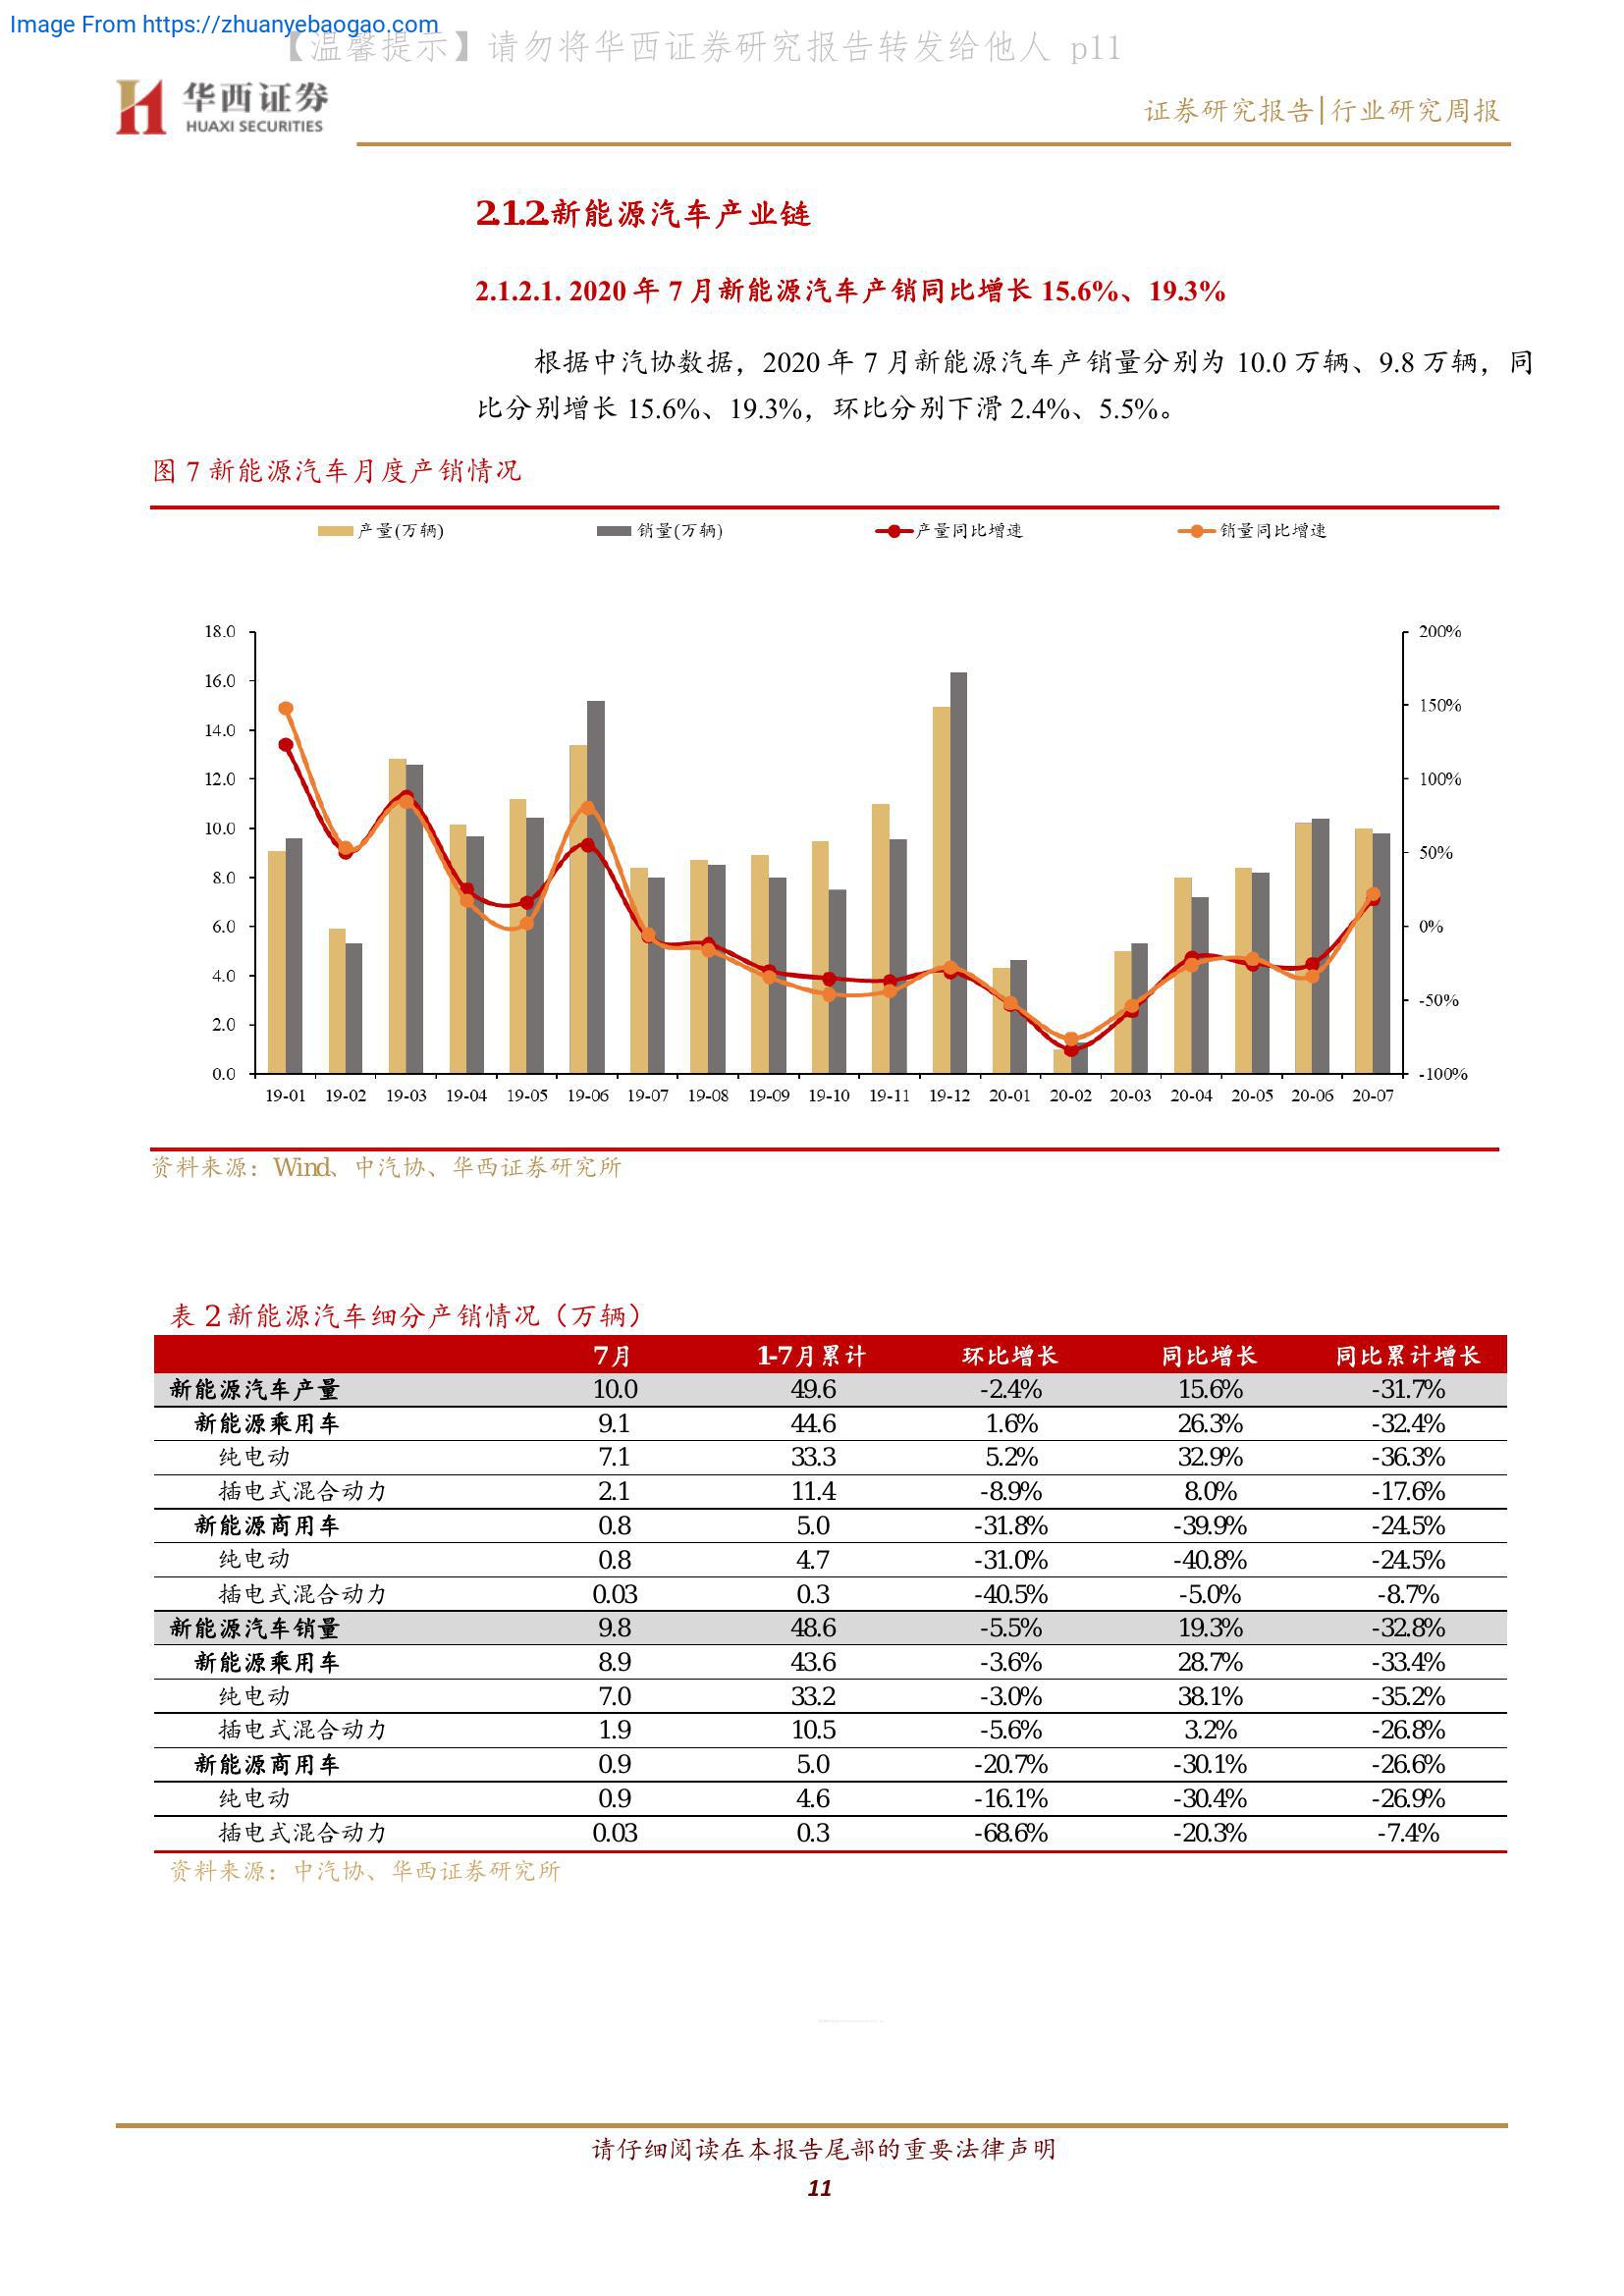 Image From https://zhuanyebaogao.com
【温馨提示】请勿将华西证券研究报告转发给他人 p11
华西证券
HUAXI SECURITIES
证券研究报告|行业研究周报
2.1.2.新能源汽车产业链
2.1.2.1. 2020 年 7 月新能源汽车产销同比增长 15.6%、19.3%
根据中汽协数据，2020 年 7 月新能源汽车产销量分别为 10.0 万辆、9.8 万辆，同
比分别增长 15.6%、19.3%，环比分别下滑 2.4%、5.5%。
图 7 新能源汽车月度产销情况
产量(万辆) 销量(万辆) 产量同比增速 销量同比增速
18.0 200%
16.0 150%
14.0
12.0 100%
10.0 50%
8.0
6.0 0%
4.0
2.0 -50%
0.0 -100%
19-01 19-02 19-03 19-04 19-05 19-06 19-07 19-08 19-09 19-10 19-11 19-12 20-01 20-02 20-03 20-04 20-05 20-06 20-07
资料来源：Wind、中汽协、华西证券研究所
表 2 新能源汽车细分产销情况（万辆）
7月 1-7月累计 环比增长 同比增长 同比累计增长
新能源汽车产量 10.0 49.6 -2.4% 15.6% -31.7%
新能源乘用车 9.1 44.6 1.6% 26.3% -32.4%
纯电动 7.1 33.3 5.2% 32.9% -36.3%
插电式混合动力 2.1 11.4 -8.9% 8.0% -17.6%
新能源商用车 0.8 5.0 -31.8% -39.9% -24.5%
纯电动 0.8 4.7 -31.0% -40.8% -24.5%
插电式混合动力 0.03 0.3 -40.5% -5.0% -8.7%
新能源汽车销量 9.8 48.6 -5.5% 19.3% -32.8%
新能源乘用车 8.9 43.6 -3.6% 28.7% -33.4%
纯电动 7.0 33.2 -3.0% 38.1% -35.2%
插电式混合动力 1.9 10.5 -5.6% 3.2% -26.8%
新能源商用车 0.9 5.0 -20.7% -30.1% -26.6%
纯电动 0.9 4.6 -16.1% -30.4% -26.9%
插电式混合动力 0.03 0.3 -68.6% -20.3% -7.4%
资料来源：中汽协、华西证券研究所
请仔细阅读在本报告尾部的重要法律声明
11